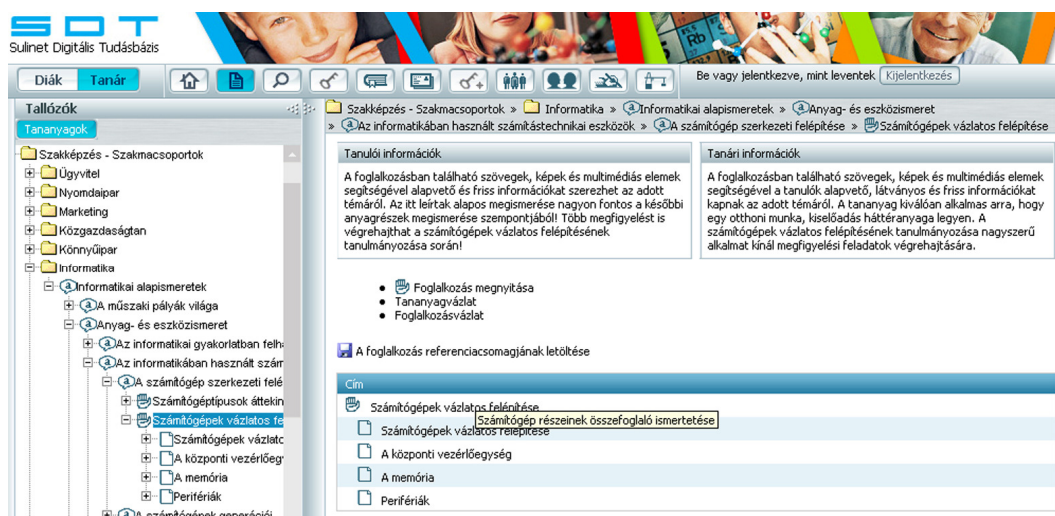 SDT
Sulinet Digitális Tudásbázis
Rb
Diák Tanár
Be vagy jelentkezve, mint leventek Kijelentkezés
Tallózók
Tananyagok
Szakképzés - Szakmacsoportok
Ügyvitel
Nyomdaipar
Marketing
Közgazdaságtan
Könnyűipar
Informatika
Informatikai alapismeretek
A műszaki pályák világa
Anyag- és eszközismeret
Az informatikai gyakorlatban felh
Az informatikában használt szám
A számítógép szerkezeti felé
Számítógéptípusok áttekin
Számítógépek vázlatos fe
Számítógépek vázlato
A központi vezérlőeg
A memória
Perifériák
A számítógépek generációi
Szakképzés - Szakmacsoportok » Informatika » Informatikai alapismeretek » Anyag- és eszközismeret
» Az informatikában használt számítástechnikai eszközök » A számítógép szerkezeti felépítése » Számítógépek vázlatos felépítése
Tanulói információk
A foglalkozásban található szövegek, képek és multimédiás elemek
segítségével alapvető és friss információkat szerezhet az adott
témáról. Az itt leírtak alapos megismerése nagyon fontos a későbbi
anyagrészek megismerése szempontjából! Több megfigyelést is
végrehajthat a számítógépek vázlatos felépítésének
tanulmányozása során!
Tanári információk
A foglalkozásban található szövegek, képek és multimédiás elemek
segítségével a tanulók alapvető, látványos és friss információkat
kapnak az adott témáról. A tananyag kiválóan alkalmas arra, hogy
egy otthoni munka, kiselőadás háttéranyaga legyen. A
számítógépek vázlatos felépítésének tanulmányozása nagyszerű
alkalmat kínál megfigyelési feladatok végrehajtására.
Foglalkozás megnyitása
Tananyagvázlat
Foglalkozásvázlat
A foglalkozás referenciacsomagjának letöltése
Cím
Számítógépek vázlatos felépítése
Számítógép részeinek összefoglaló ismertetése
Számítógépek vázlatos felépítése
A központi vezérlőegység
A memória
Perifériák